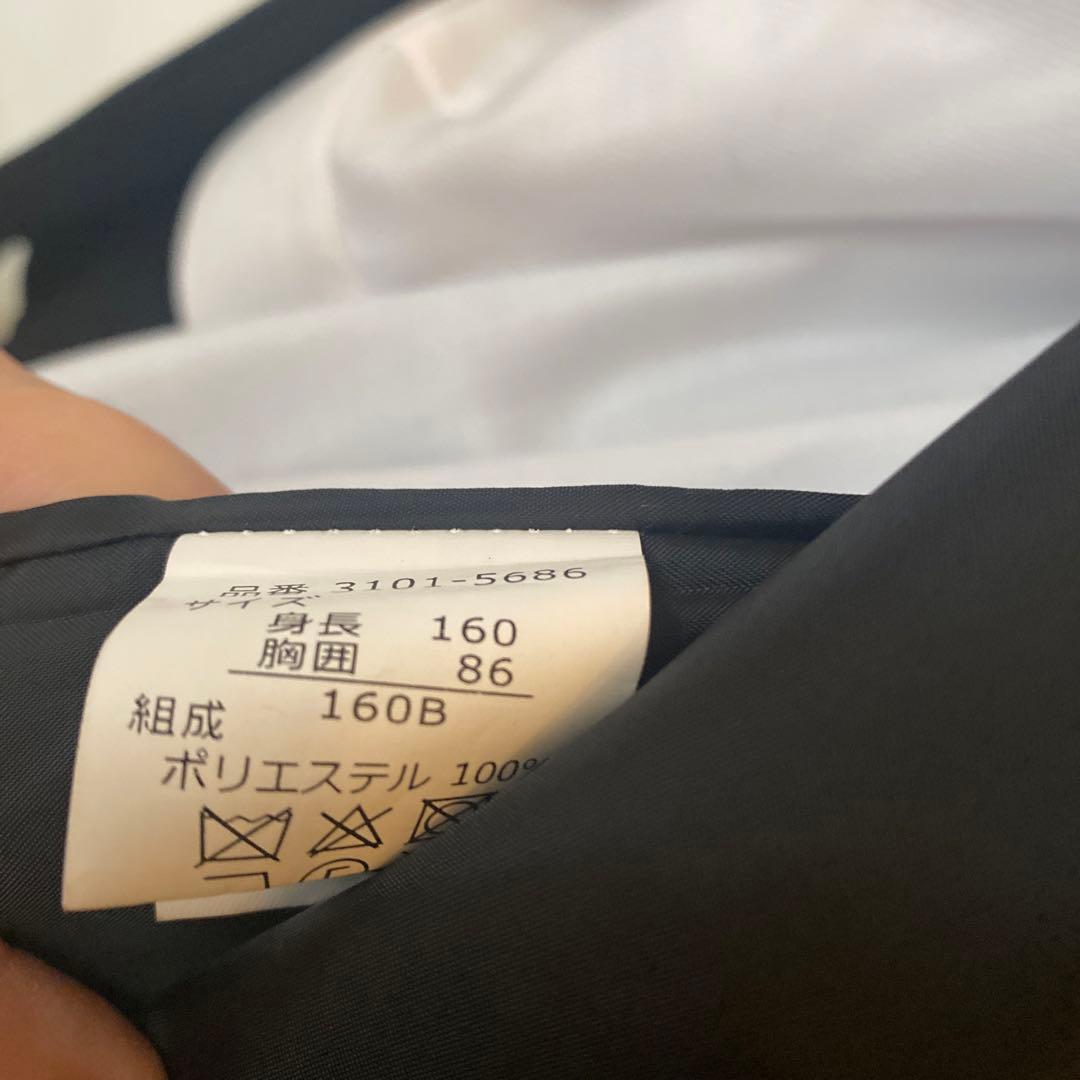 品番 3101-5686
サイズ
身長 160
胸囲 86
160B
組成
ポリエステル 100%